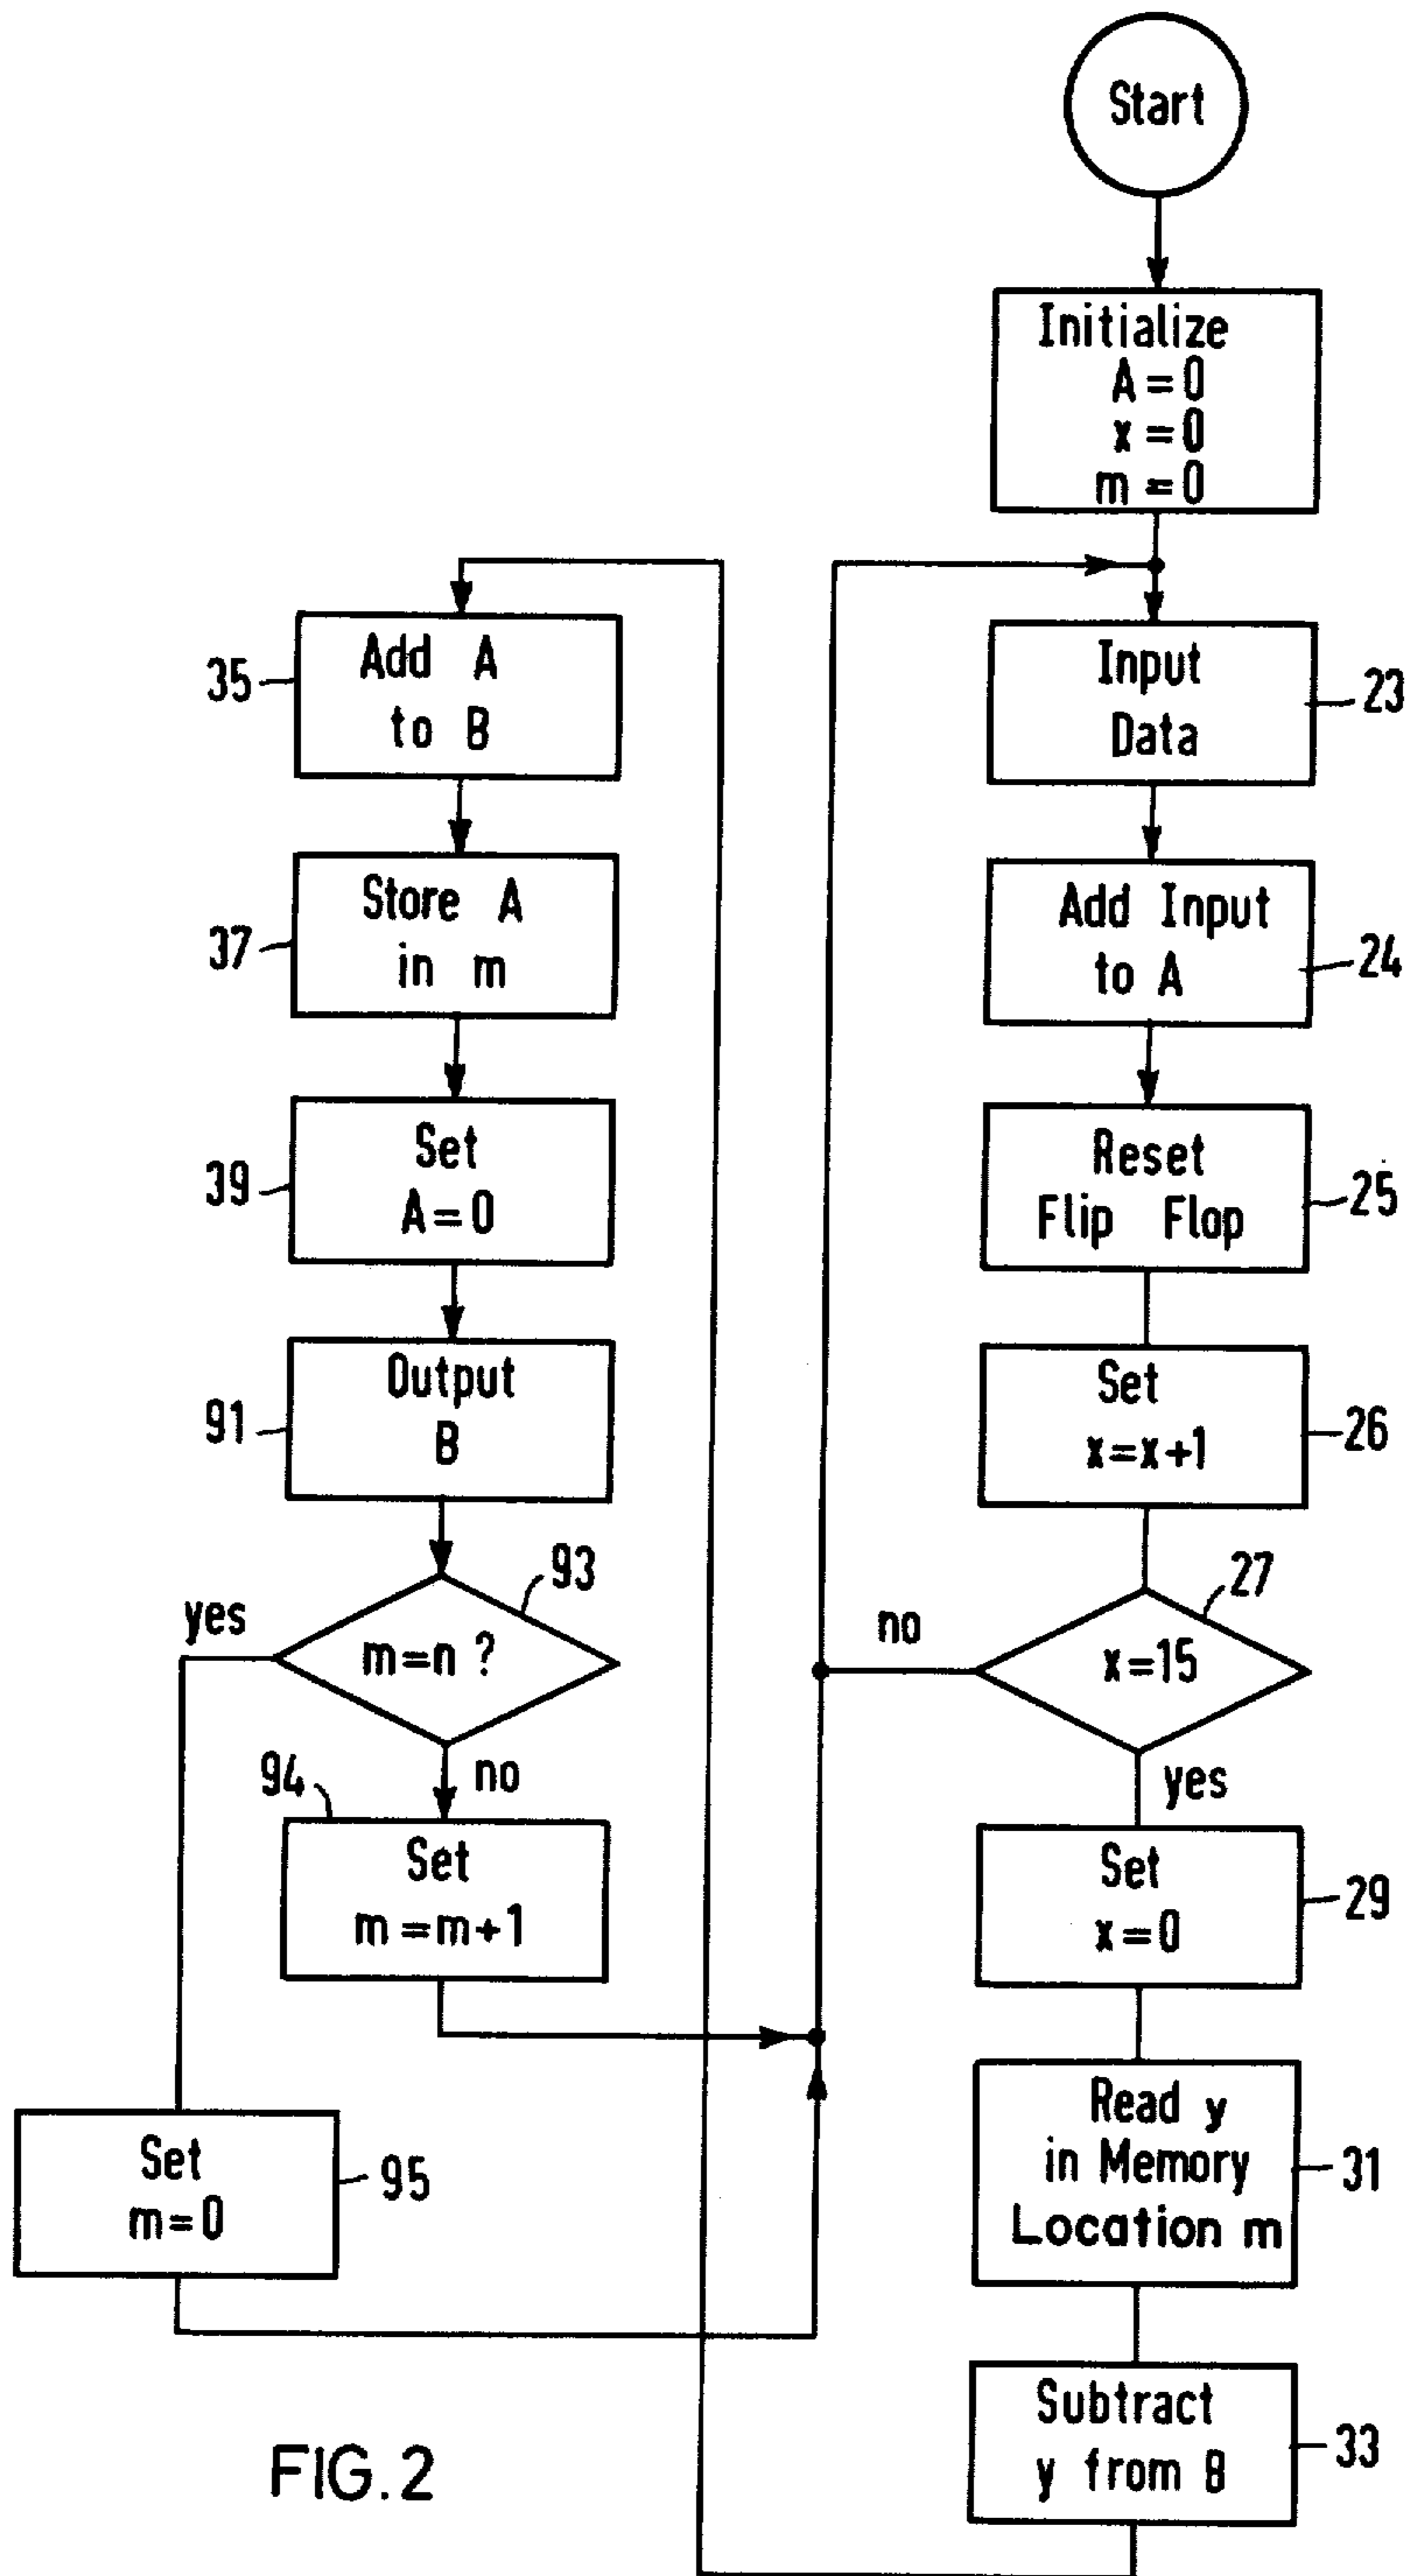 Start
Initialize
A = 0
x = 0
m = 0
Input
Data
23
Add Input
to A
24
Reset
Flip Flop
25
Set
x = x+1
26
27
x = 15
no
yes
Set
x = 0
29
Read y
in Memory
Location m
31
Subtract
y from B
33
Add A
to B
35
Store A
in m
37
Set
A = 0
39
Output
B
91
93
m = n ?
yes
no
94
Set
m = m+1
Set
m = 0
95
FIG. 2